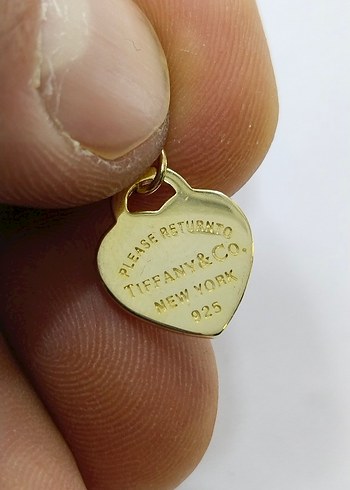 PLEASE RETURN TO
TIFFANY & Co.
NEW YORK
925